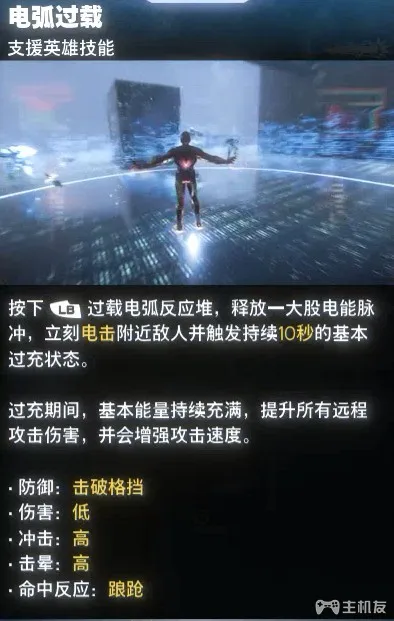 电弧过载
支援英雄技能
按下 LB 过载电弧反应堆，释放一大股电能脉
冲，立刻电击附近敌人并触发持续10秒的基本
过充状态。
过充期间，基本能量持续充满，提升所有远程
攻击伤害，并会增强攻击速度。
· 防御：击破格挡
· 伤害：低
· 冲击：高
· 击晕：高
· 命中反应：踉跄
主机友